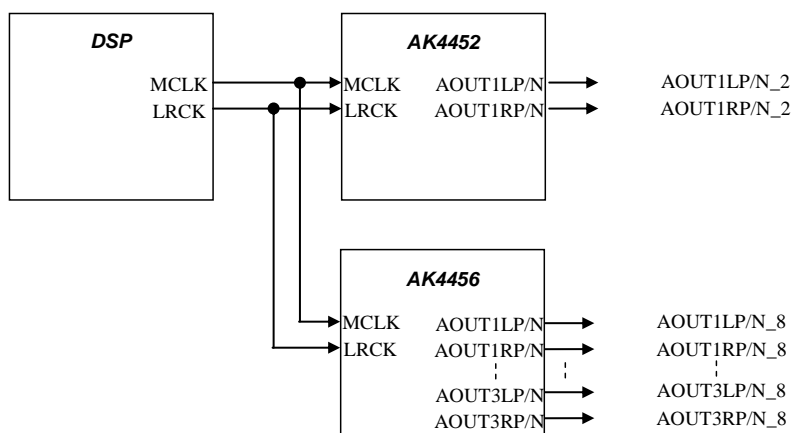 DSP
MCLK
LRCK
AK4452
MCLK AOUT1LP/N
LRCK AOUT1RP/N
AOUT1LP/N_2
AOUT1RP/N_2
AK4456
MCLK AOUT1LP/N
LRCK AOUT1RP/N
AOUT3LP/N
AOUT3RP/N
AOUT1LP/N_8
AOUT1RP/N_8
AOUT3LP/N_8
AOUT3RP/N_8